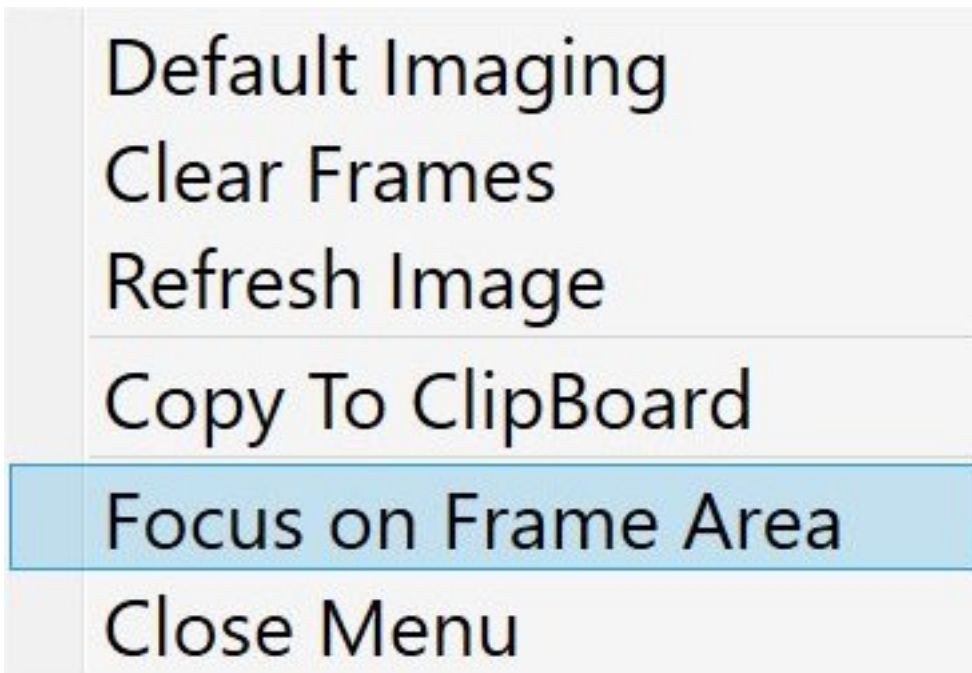 Default Imaging
Clear Frames
Refresh Image
Copy To ClipBoard
Focus on Frame Area
Close Menu